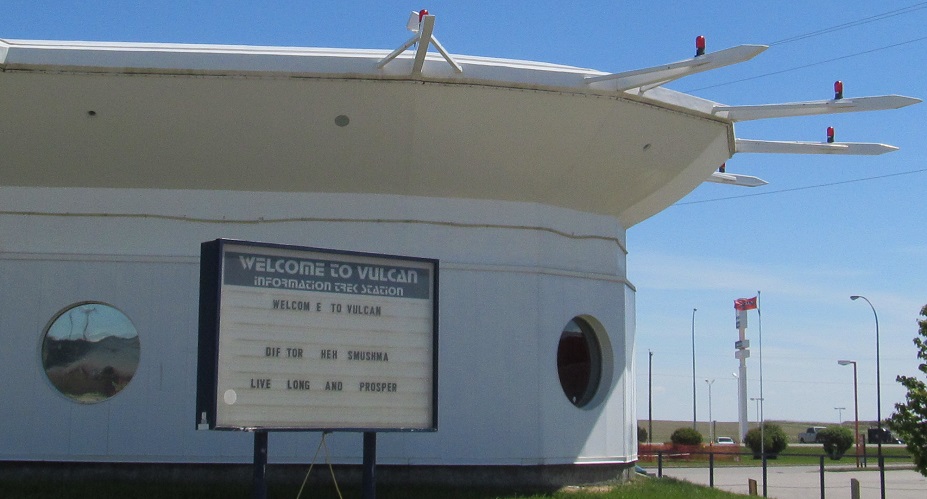 WELCOME TO VULCAN
INFORMATION TREK STATION
WELCOM E TO VULCAN
DIF TOR HEH SMUSHMA
LIVE LONG AND PROSPER